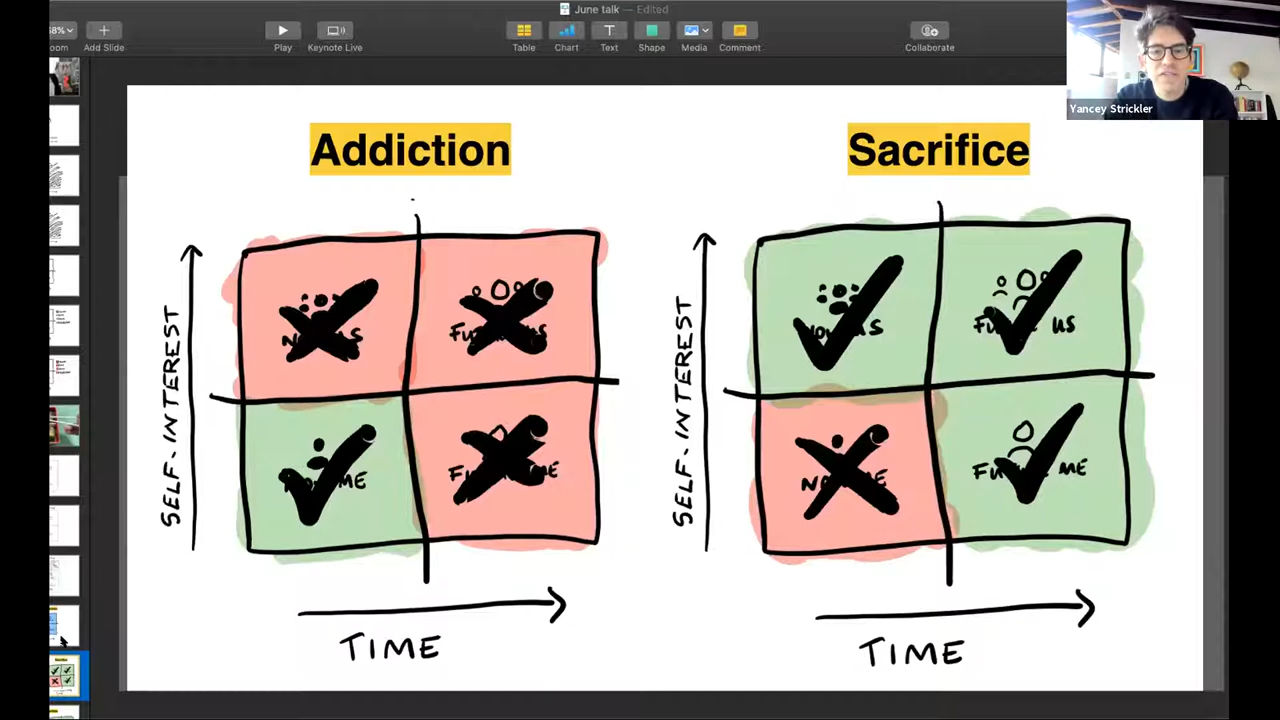 June talk — Edited
Add Slide
Play
Keynote Live
Table
Chart
Text
Shape
Media
Comment
Collaborate
Yancey Strickler
Addiction
Sacrifice
SELF-INTEREST
ME
TIME
SELF-INTEREST
US
ME
TIME